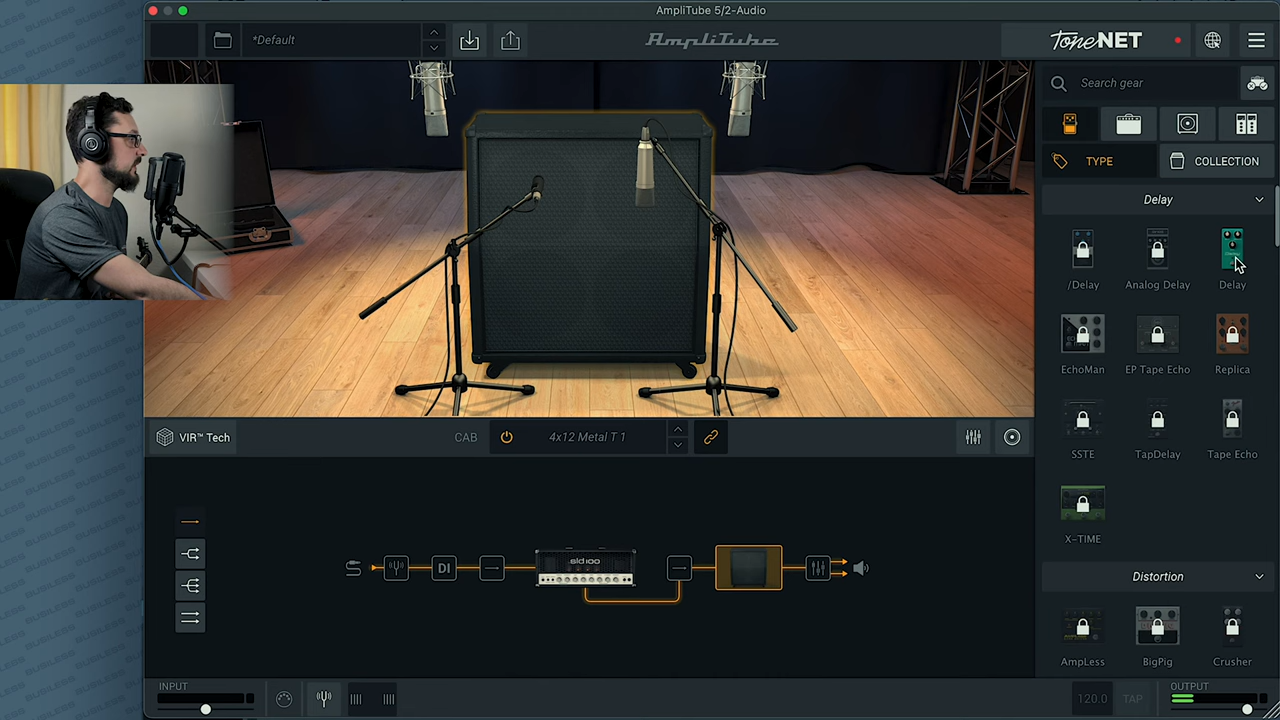 AmpliTube 5/2-Audio
*Default
AmpliTube
ToneNET
Search gear
TYPE
COLLECTION
Delay
/Delay
Analog Delay
Delay
EchoMan
EP Tape Echo
Replica
SSTE
TapDelay
Tape Echo
X-TIME
Distortion
AmpLess
BigPig
Crusher
VIR™ Tech
CAB
4x12 Metal T 1
DI
sld 100
INPUT
120.0
TAP
OUTPUT